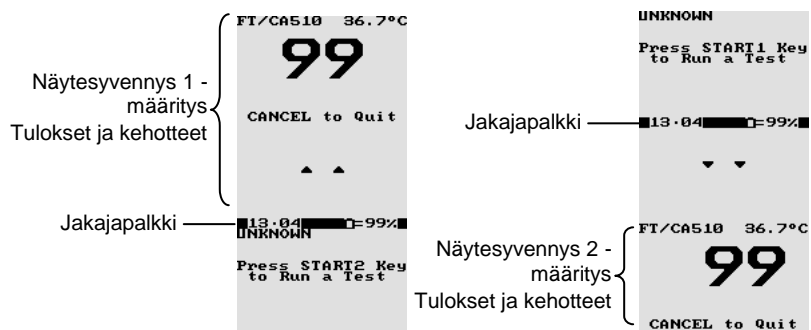 FT/CA510 36.7ºC
99
CANCEL to Quit
13·04 =99%
UNKNOWN
Press START2 Key
to Run a Test
Näytesyvennys 1 -
määritys
Tulokset ja kehotteet
Jakajapalkki
UNKNOWN
Press START1 Key
to Run a Test
13·04 =99%
FT/CA510 36.7ºC
99
CANCEL to Quit
Jakajapalkki
Näytesyvennys 2 -
määritys
Tulokset ja kehotteet